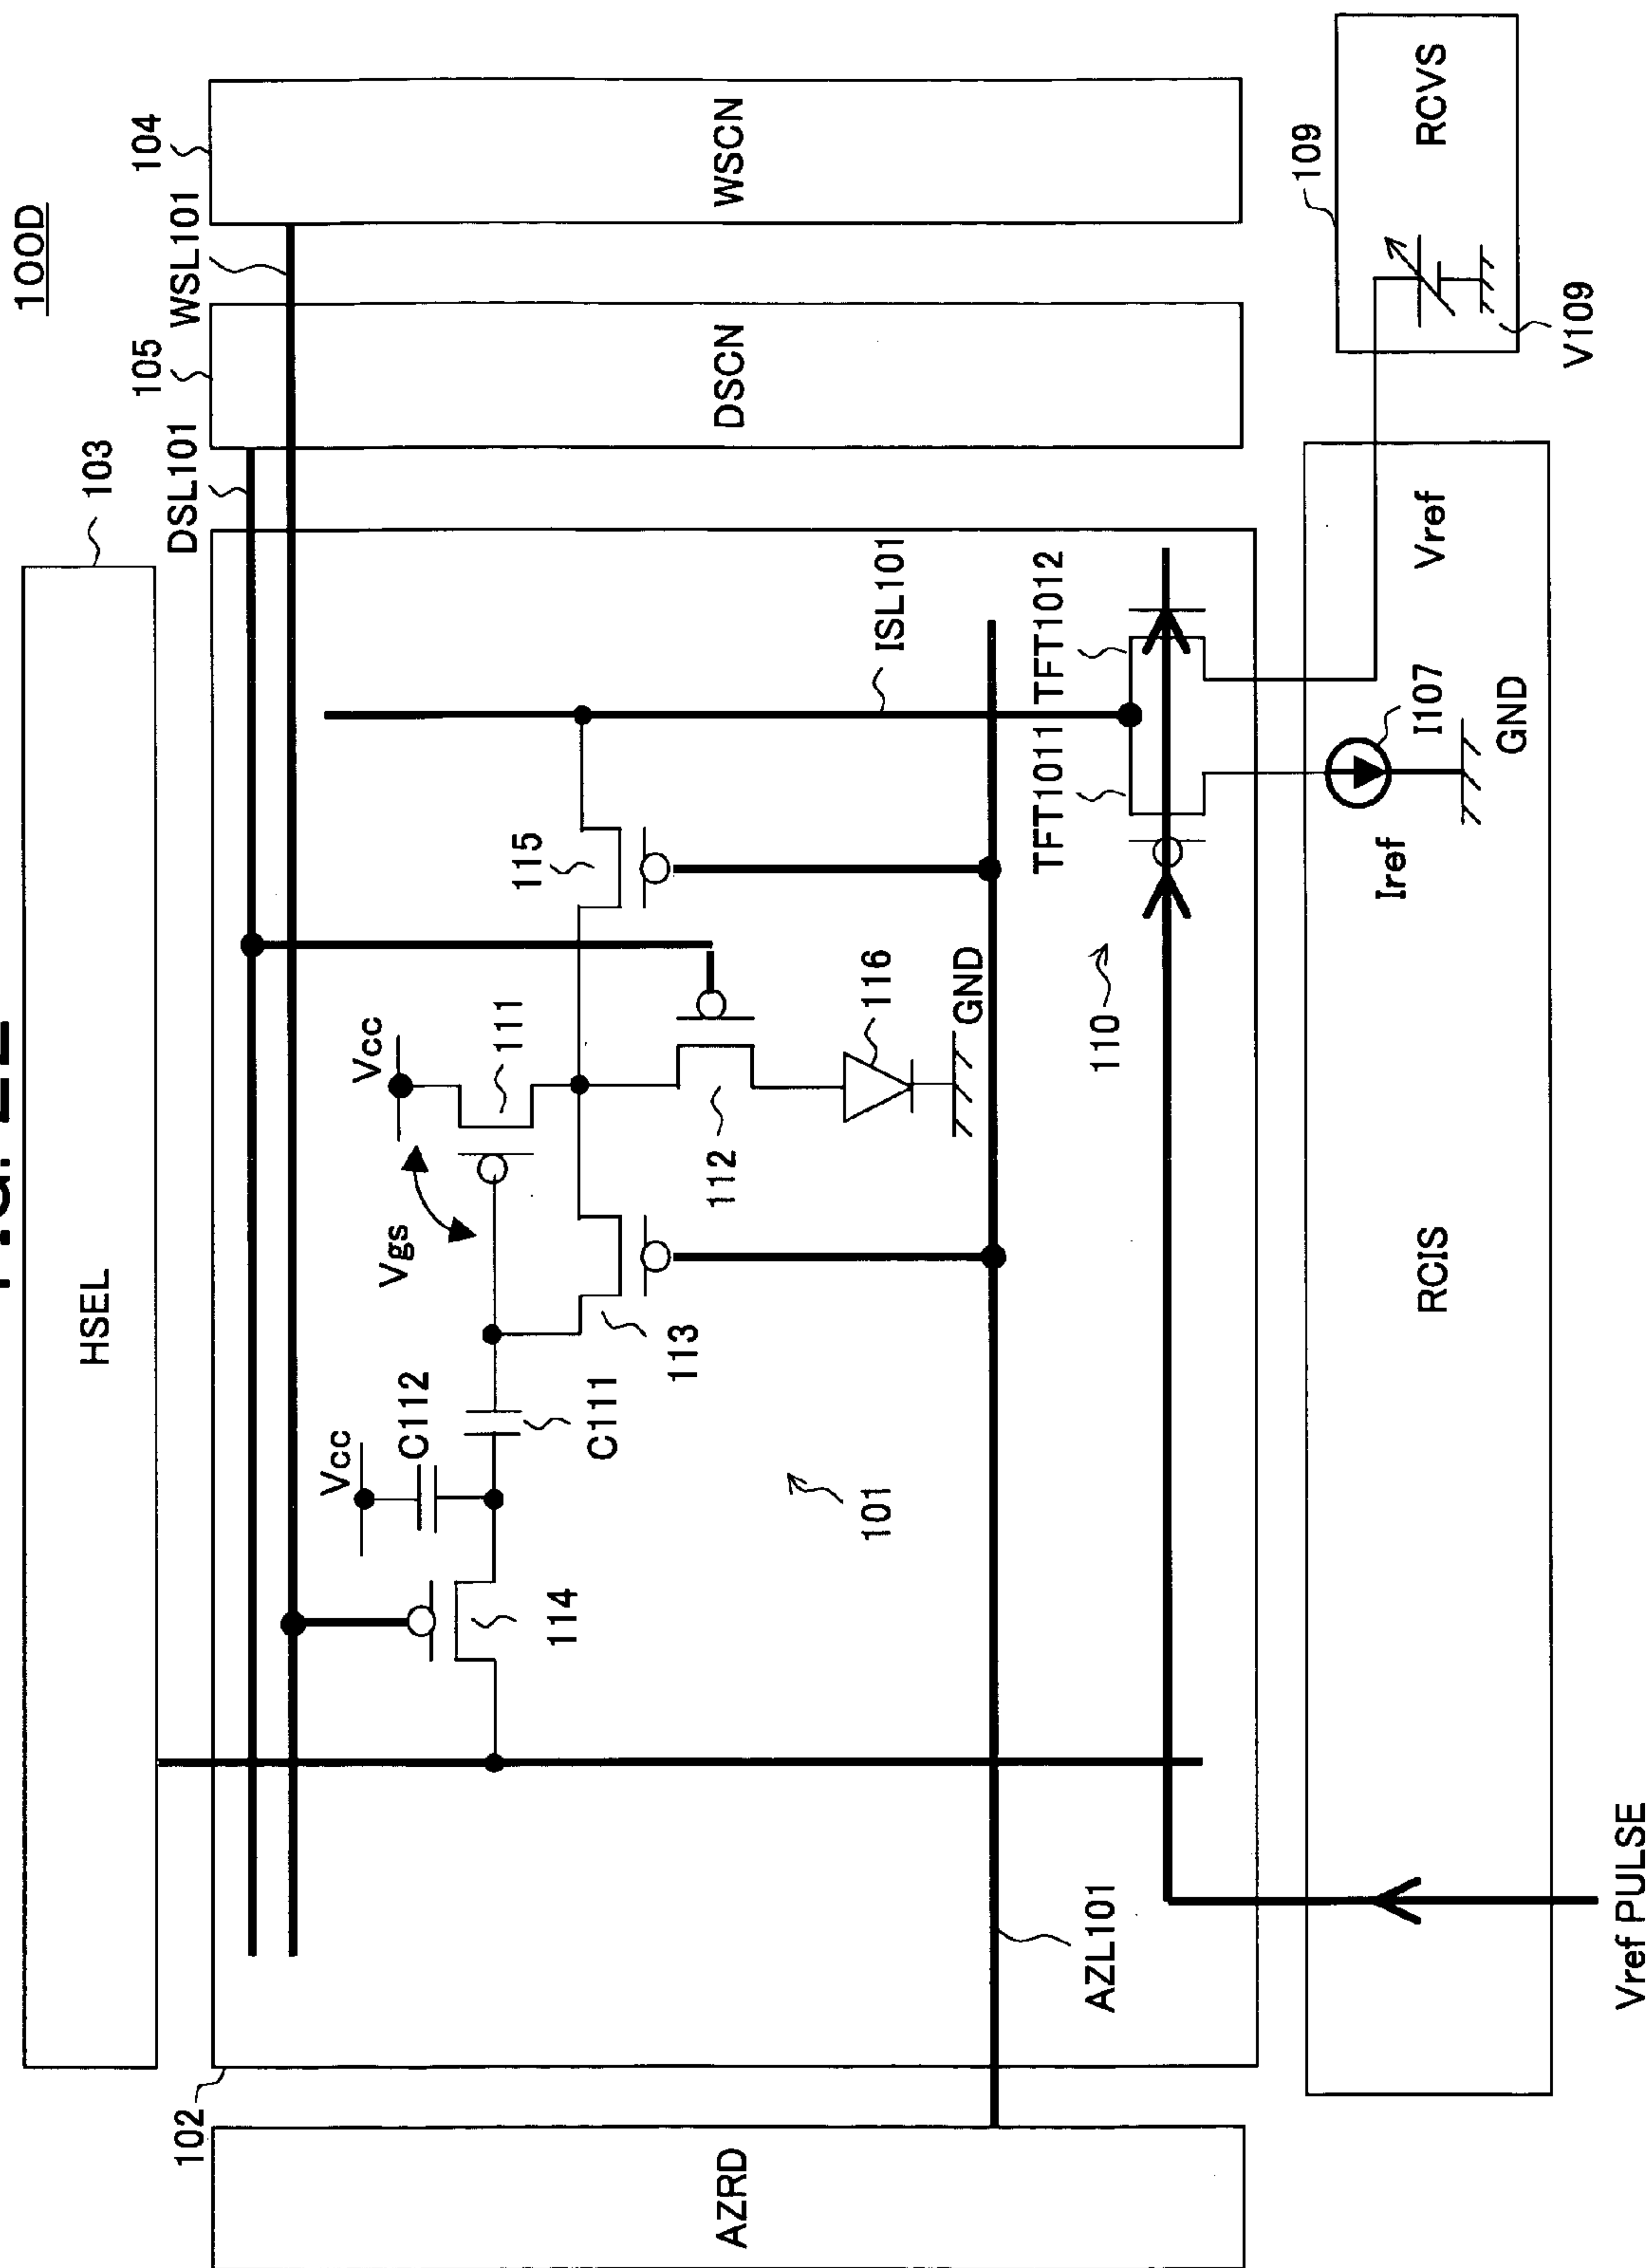 100D
HSEL
103
DSL101
105
WSL101
104
102
AZRD
DSCN
WSCN
Vcc
C112
C111
114
Vcc
Vgs
111
113
112
115
116
GND
ISL101
101
AZL101
110
TFT1011
TFT1012
RCIS
Iref
I107
GND
Vref
109
RCVS
V109
Vref PULSE